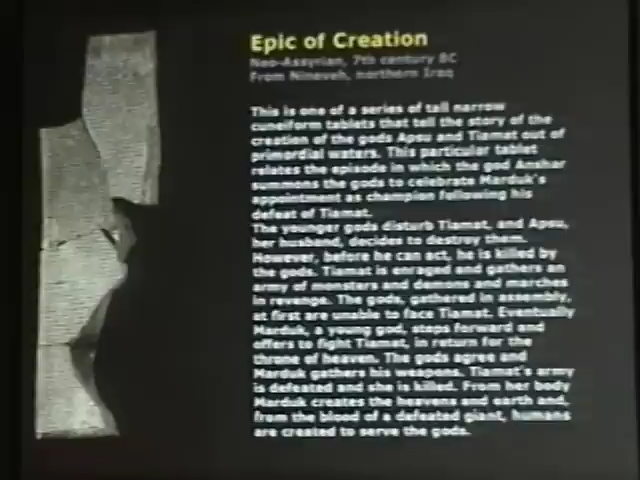 Epic of Creation
Neo-Assyrian, 7th century BC
From Nineveh, northern Iraq
This is one of a series of tall narrow
cuneiform tablets that tell the story of the
creation of the gods Apsu and Tiamat out of
primordial waters. This particular tablet
relates the episode in which the god Anshar
summons the gods to celebrate Marduk's
appointment as champion following his
defeat of Tiamat.
The younger gods disturb Tiamat, and Apsu,
her husband, decides to destroy them.
However, before he can act, he is killed by
the gods. Tiamat is enraged and gathers an
army of monsters and demons and marches
in revenge. The gods, gathered in assembly,
at first are unable to face Tiamat. Eventually
Marduk, a young god, steps forward and
offers to fight Tiamat, in return for the
throne of heaven. The gods agree and
Marduk gathers his weapons. Tiamat's army
is defeated and she is killed. From her body
Marduk creates the heavens and earth and,
from the blood of a defeated giant, humans
are created to serve the gods.